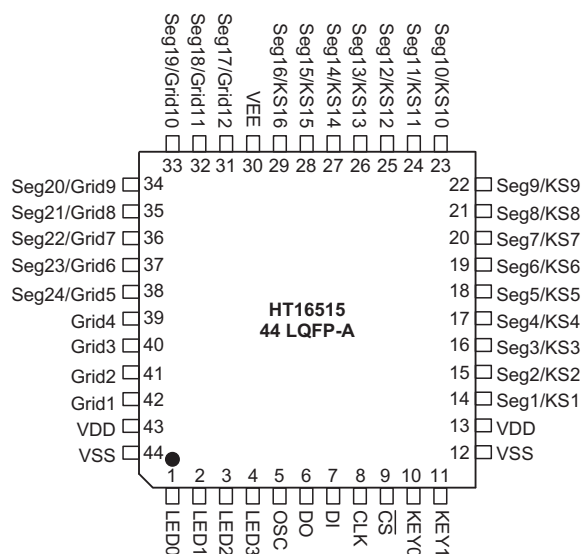 Seg19/Grid10
Seg18/Grid11
Seg17/Grid12
VEE
Seg16/KS16
Seg15/KS15
Seg14/KS14
Seg13/KS13
Seg12/KS12
Seg11/KS11
Seg10/KS10
33 32 31 30 29 28 27 26 25 24 23
Seg20/Grid9 34
Seg21/Grid8 35
Seg22/Grid7 36
Seg23/Grid6 37
Seg24/Grid5 38
Grid4 39
Grid3 40
Grid2 41
Grid1 42
VDD 43
VSS 44
HT16515
44 LQFP-A
22 Seg9/KS9
21 Seg8/KS8
20 Seg7/KS7
19 Seg6/KS6
18 Seg5/KS5
17 Seg4/KS4
16 Seg3/KS3
15 Seg2/KS2
14 Seg1/KS1
13 VDD
12 VSS
1 2 3 4 5 6 7 8 9 10 11
LED0
LED1
LED2
LED3
OSC
DO
DI
CLK
CS
KEY0
KEY1